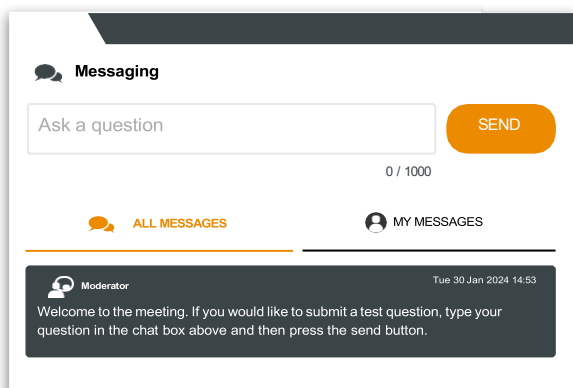 Messaging
Ask a question
SEND
0 / 1000
ALL MESSAGES
MY MESSAGES
Moderator
Tue 30 Jan 2024 14:53
Welcome to the meeting. If you would like to submit a test question, type your
question in the chat box above and then press the send button.